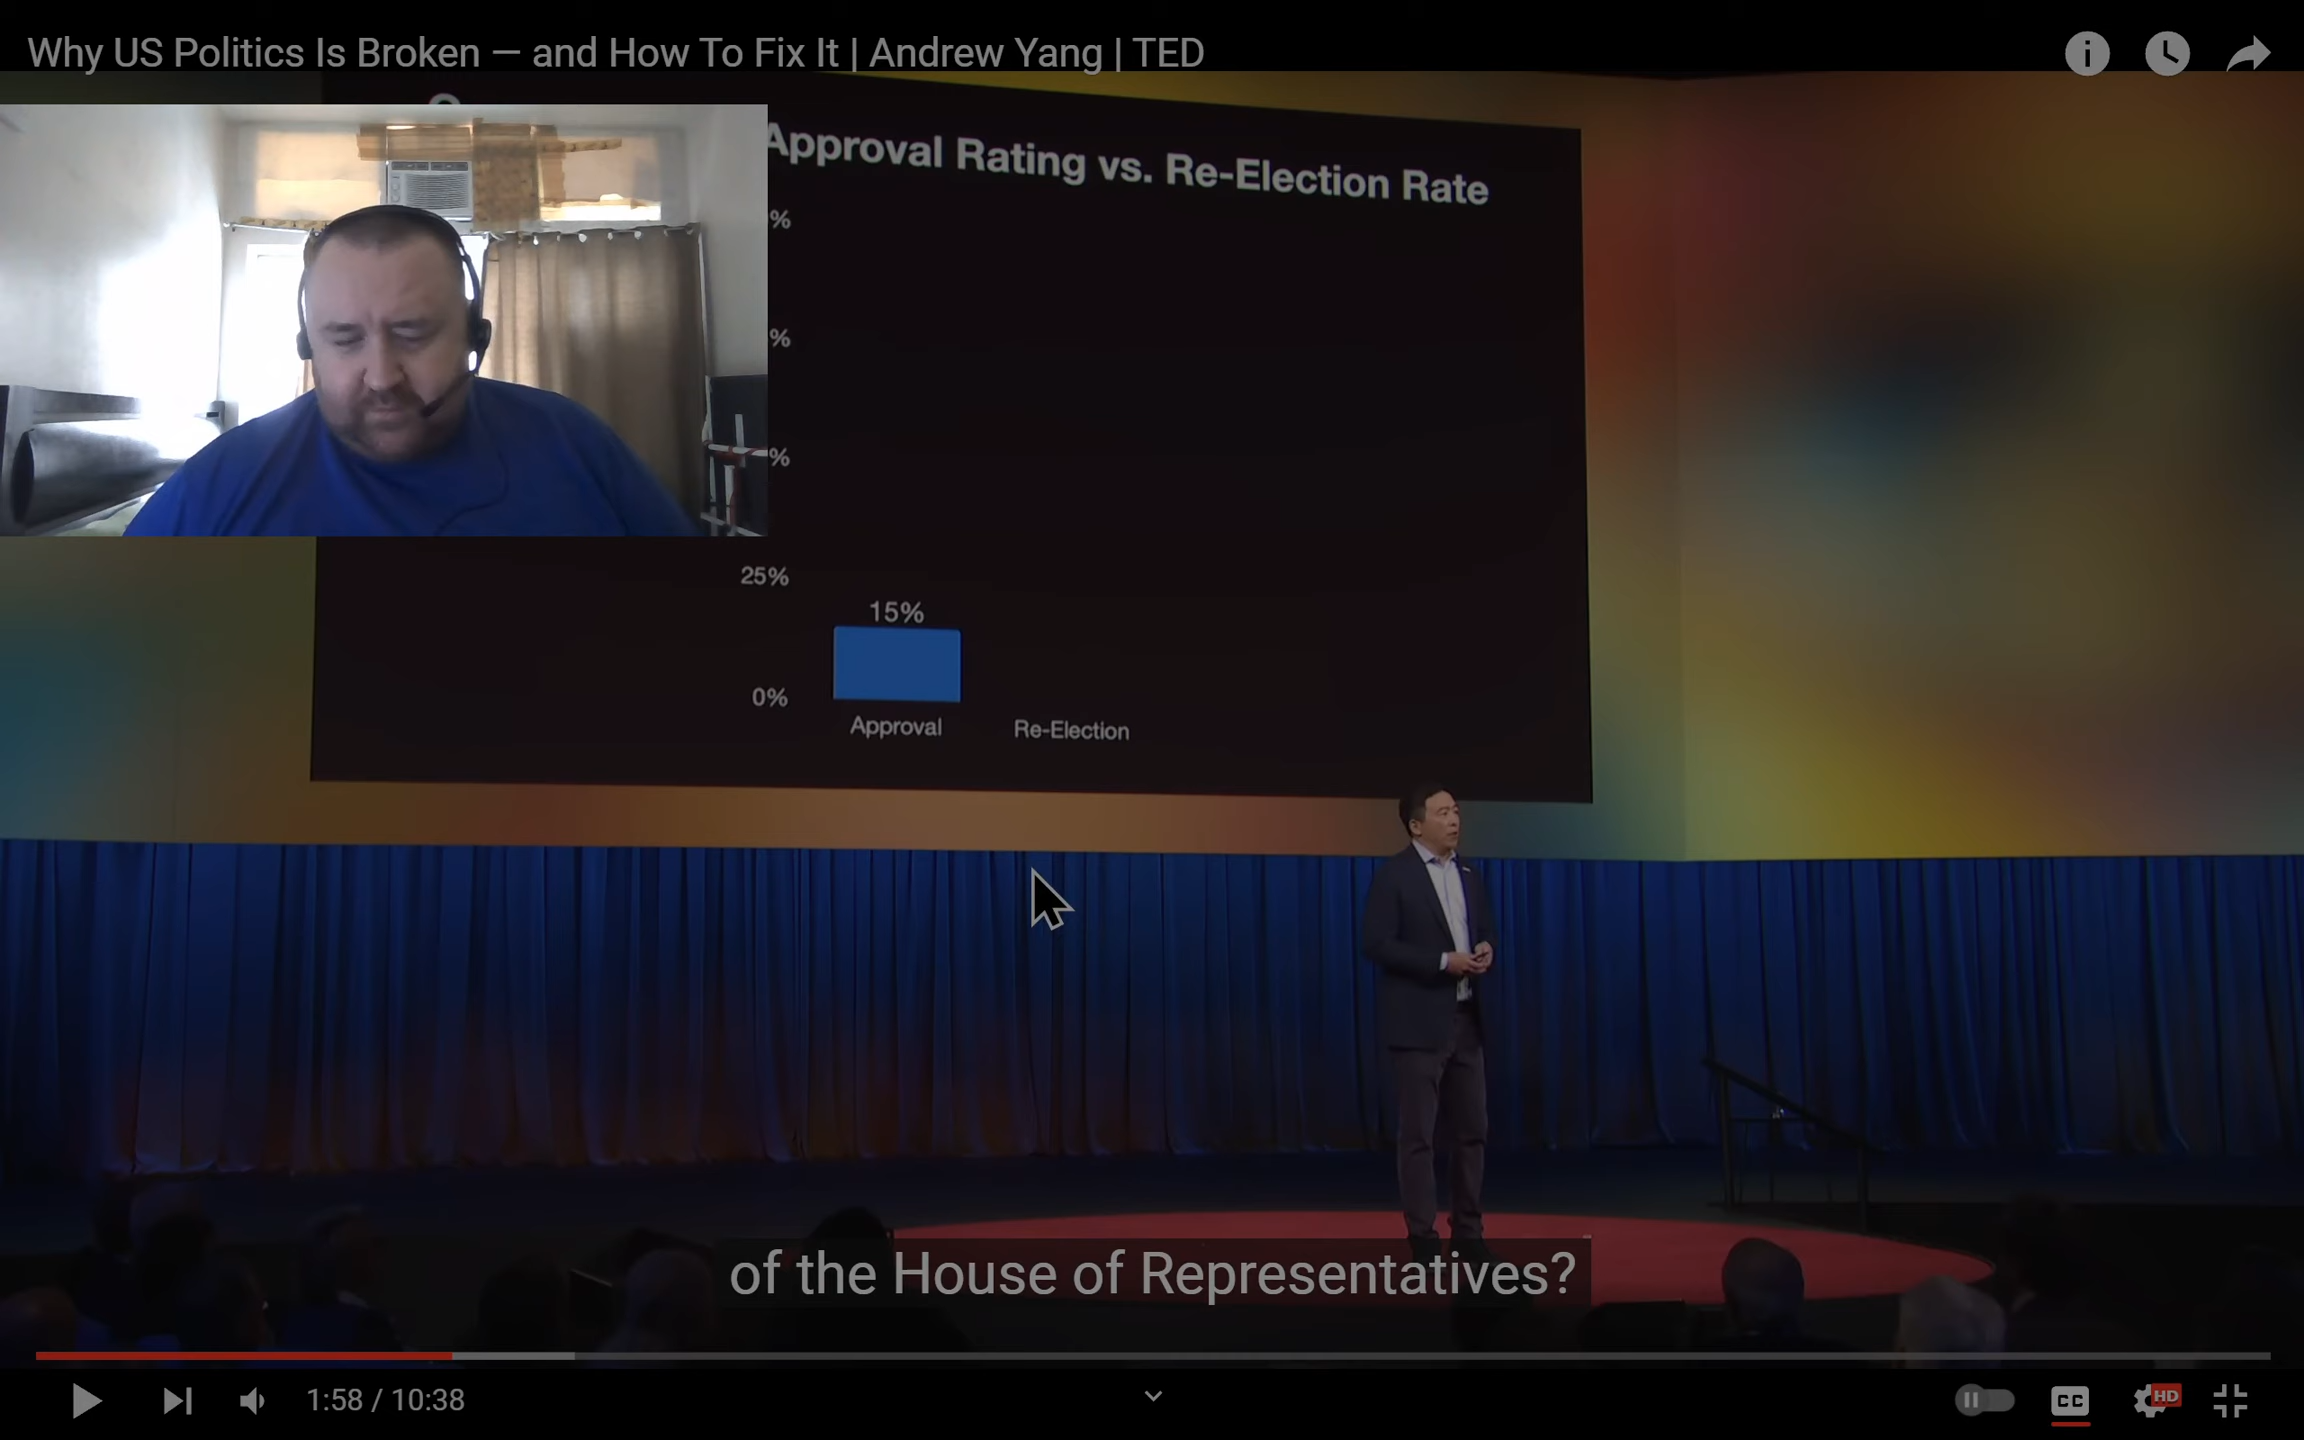 Why US Politics Is Broken — and How To Fix It | Andrew Yang | TED
Approval Rating vs. Re-Election Rate
%
%
%
25%
15%
0%
Approval
Re-Election
of the House of Representatives?
1:58 / 10:38
CC
HD